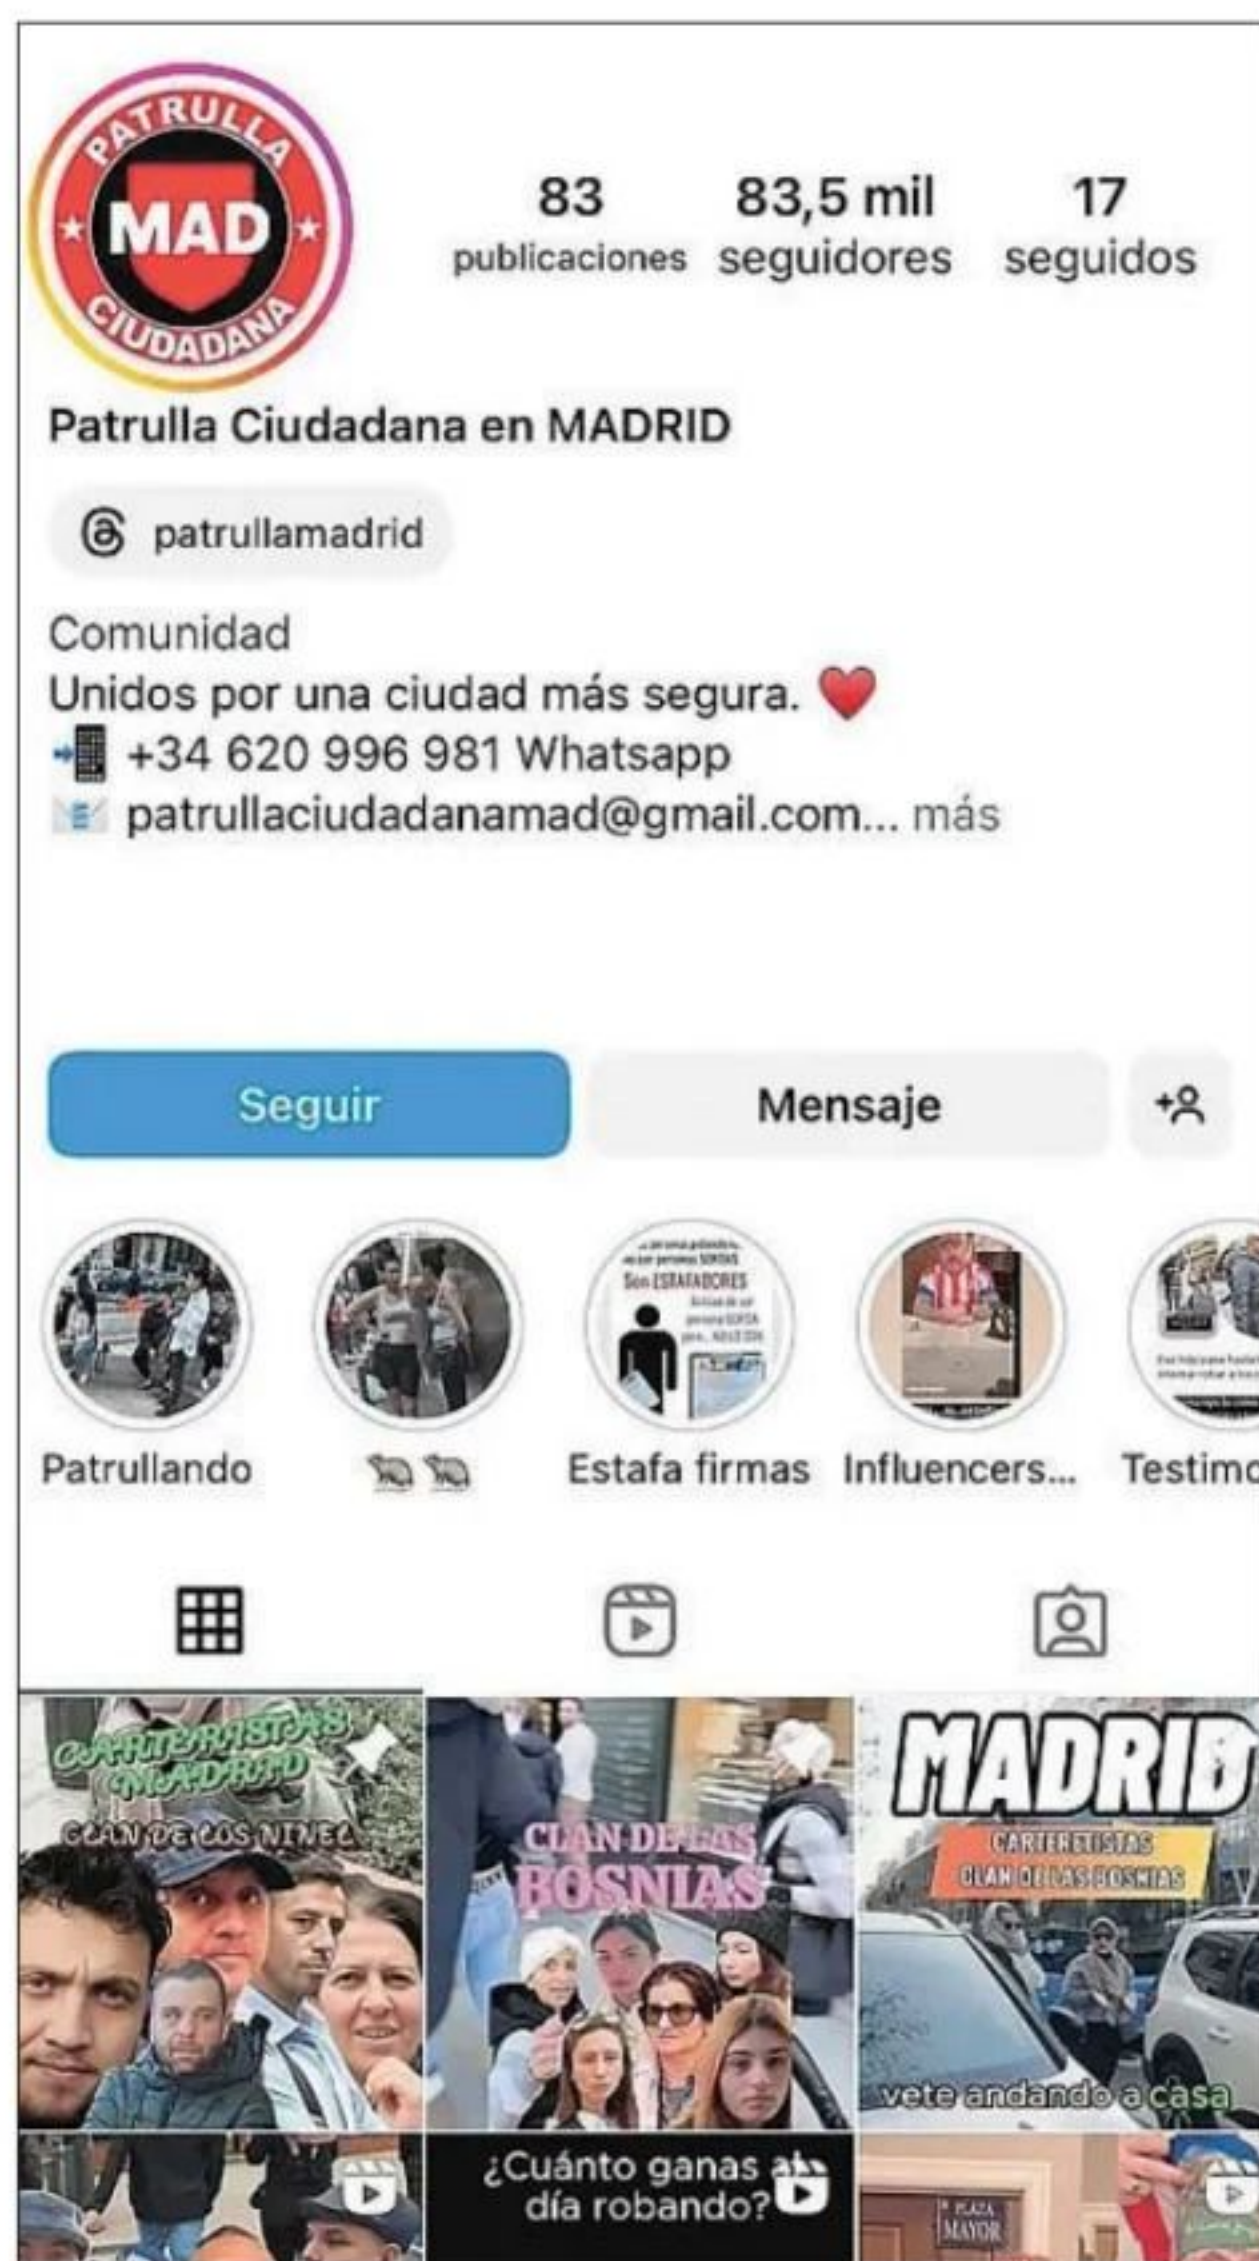 PATRULLA
MAD
CIUDADANA
83
83,5 mil
17
publicaciones
seguidores
seguidos
Patrulla Ciudadana en MADRID
patrullamadrid
Comunidad
Unidos por una ciudad más segura. ❤️
+34 620 996 981 Whatsapp
patrullaciudadanamad@gmail.com... más
Seguir
Mensaje
Son ESTAFADORES
Patrullando
Estafa firmas
Influencers...
Testimo
CARTERISTAS
MADRID
CLAN DE LOS
CLAN DE LAS
BOSNIAS
MADRID
CARTERETISTAS
CLAN DE LAS BOSNIAS
vete andando a casa
¿Cuánto ganas al
día robando?
PLAZA
MAYOR